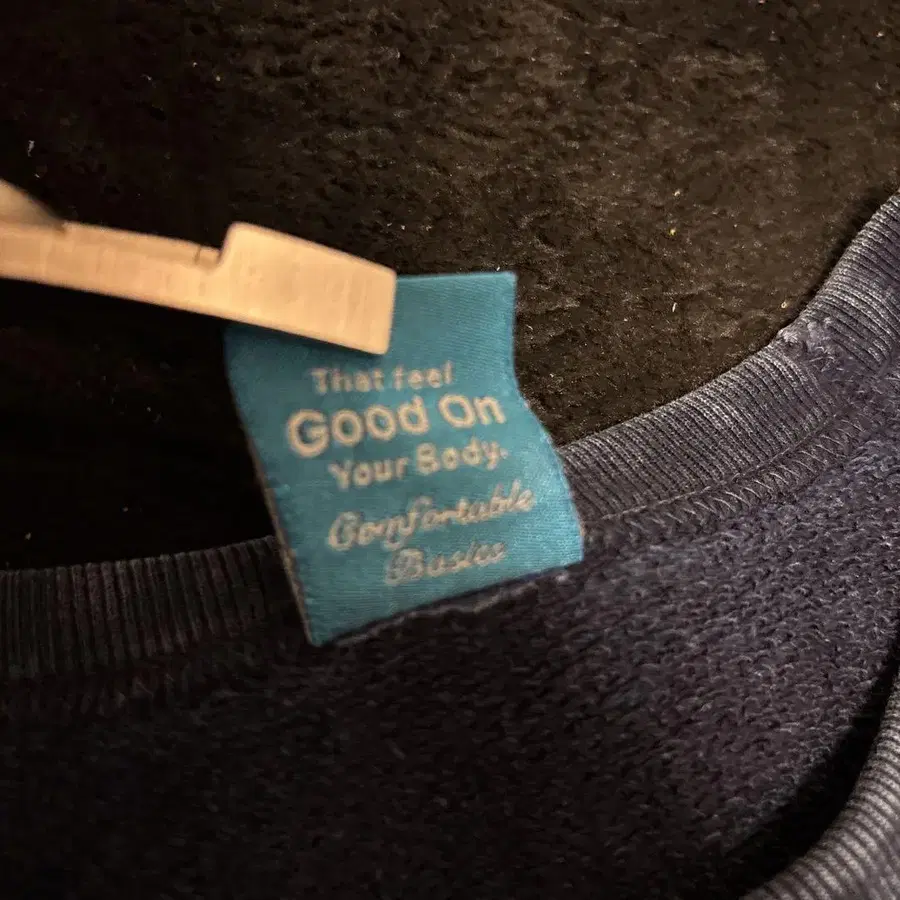 That feel
Good On
Your Body.
Comfortable
Basics